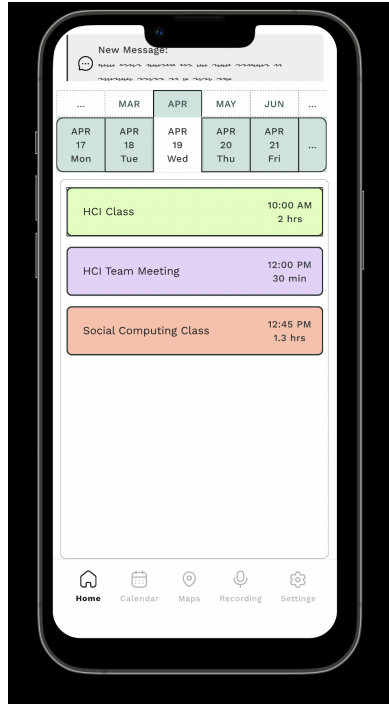 New Message:
... MAR APR MAY JUN ...
APR APR APR APR APR
17 18 19 20 21 ...
Mon Tue Wed Thu Fri
HCI Class 10:00 AM
2 hrs
HCI Team Meeting 12:00 PM
30 min
Social Computing Class 12:45 PM
1.3 hrs
Home Calendar Maps Recording Settings